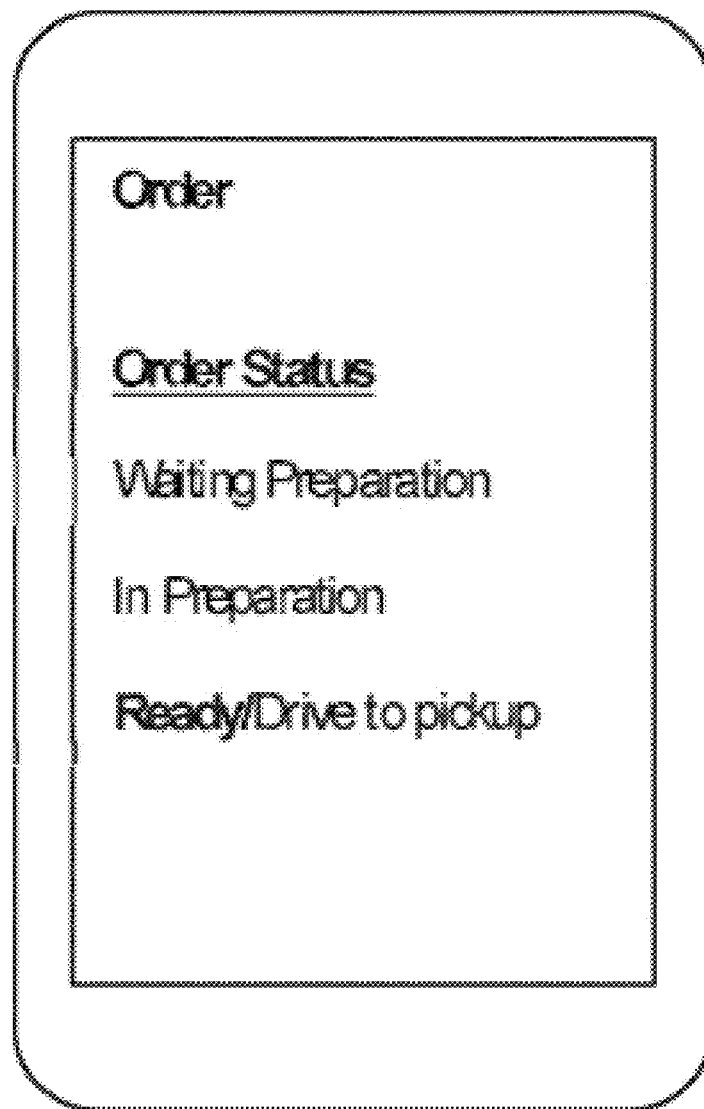 Order
Order Status
Waiting Preparation
In Preparation
Ready/Drive to pickup